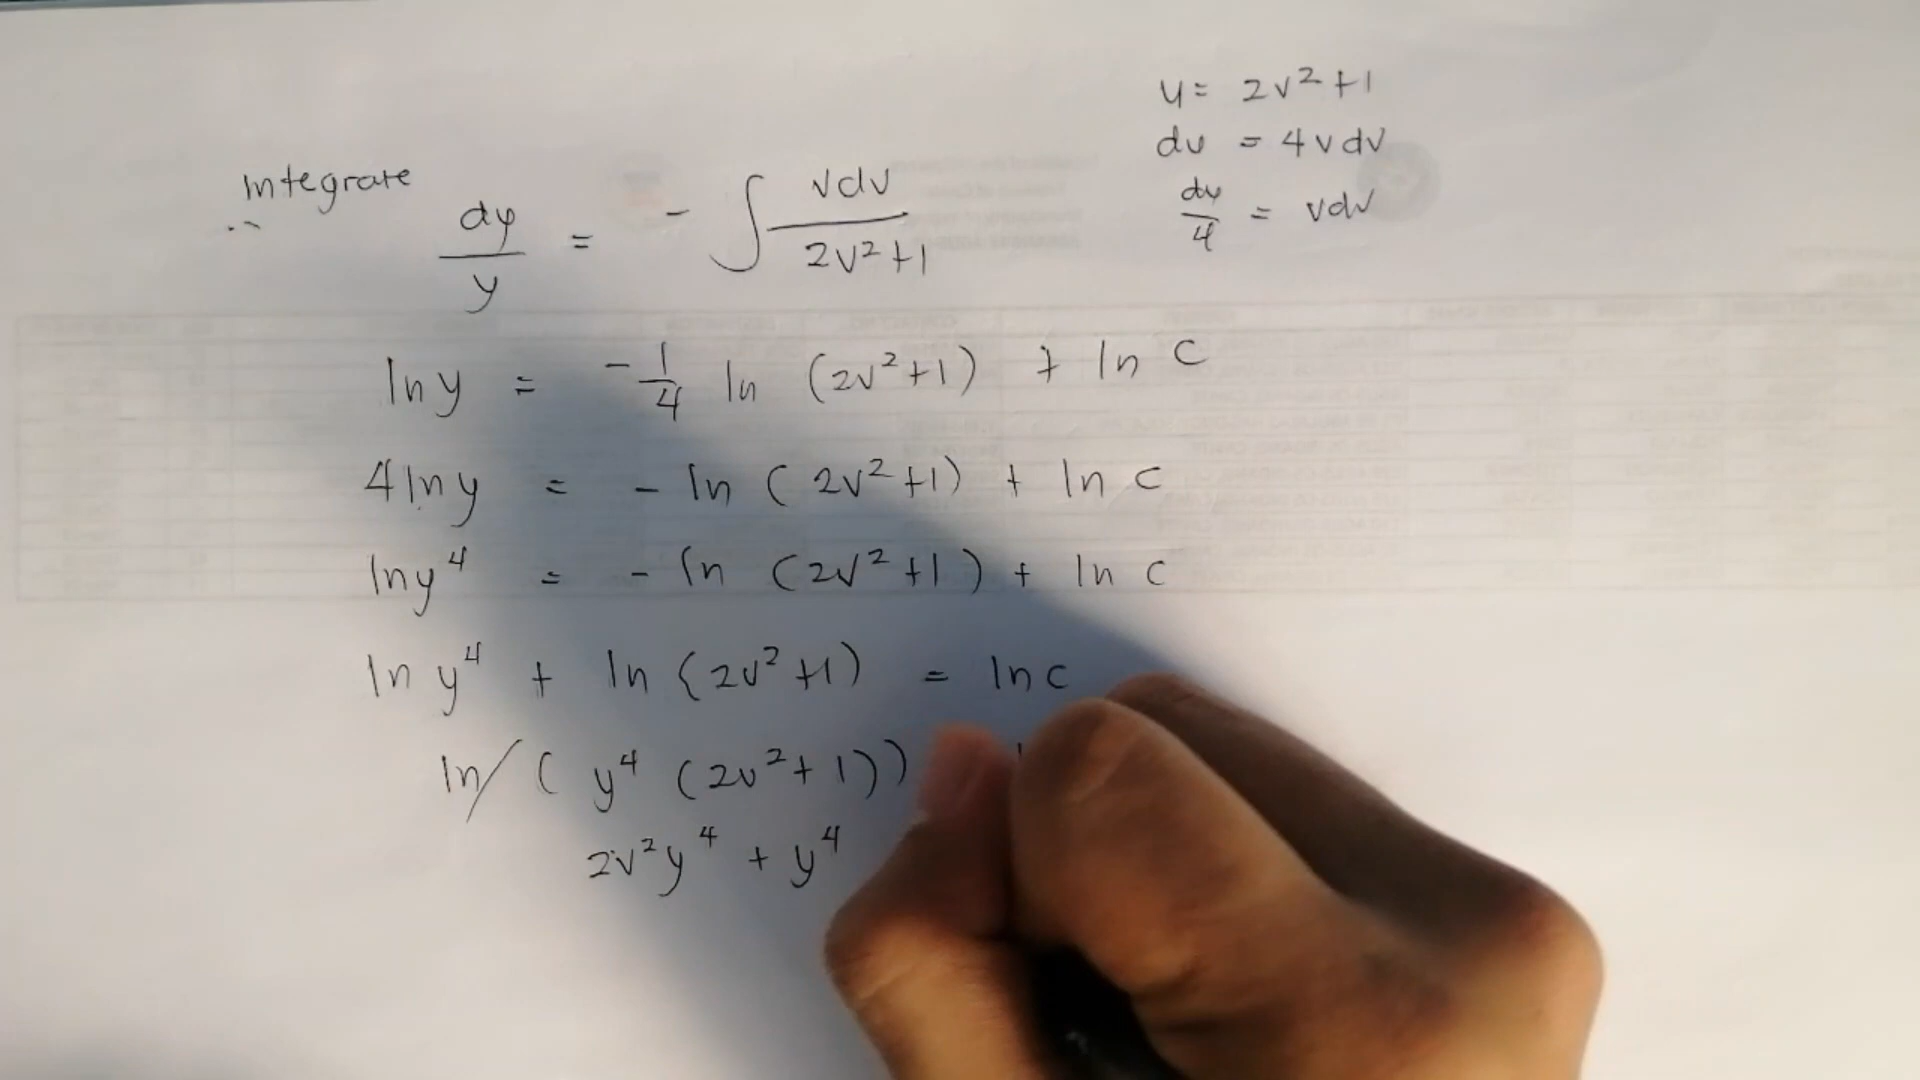 u = 2v² + 1
du = 4vdv
du/4 = vdv
Integrate
dy/y = - ∫ vdv / 2v² + 1
ln y = - 1/4 ln (2v² + 1) + ln C
4 ln y = - ln (2v² + 1) + ln C
ln y⁴ = - ln (2v² + 1) + ln C
ln y⁴ + ln (2v² + 1) = ln C
ln ( y⁴ (2v² + 1))
2v²y⁴ + y⁴